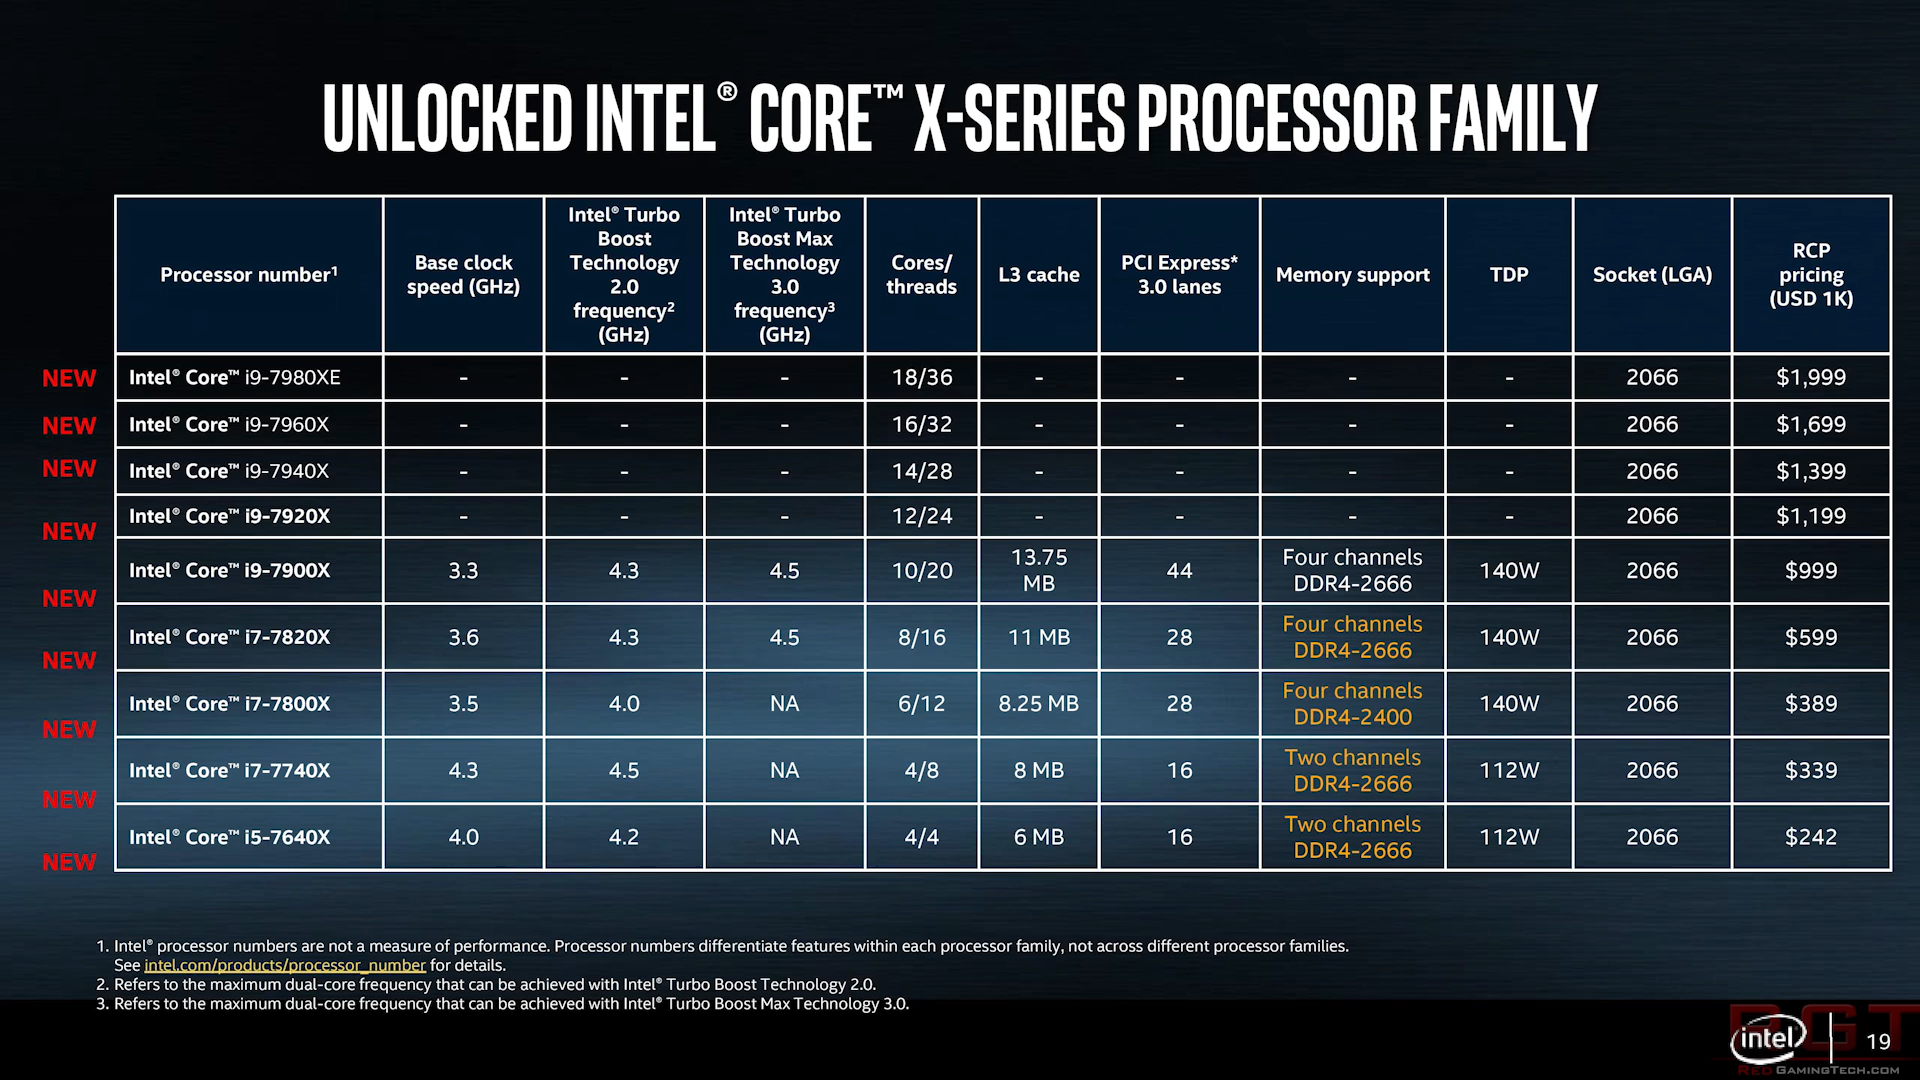 UNLOCKED INTEL® CORE™ X-SERIES PROCESSOR FAMILY
Processor number¹ Base clock speed (GHz) Intel® Turbo Boost Technology 2.0 frequency² (GHz) Intel® Turbo Boost Max Technology 3.0 frequency³ (GHz) Cores/ threads L3 cache PCI Express* 3.0 lanes Memory support TDP Socket (LGA) RCP pricing (USD 1K)
NEW Intel® Core™ i9-7980XE - - - 18/36 - - - - 2066 $1,999
NEW Intel® Core™ i9-7960X - - - 16/32 - - - - 2066 $1,699
NEW Intel® Core™ i9-7940X - - - 14/28 - - - - 2066 $1,399
NEW Intel® Core™ i9-7920X - - - 12/24 - - - - 2066 $1,199
NEW Intel® Core™ i9-7900X 3.3 4.3 4.5 10/20 13.75 MB 44 Four channels DDR4-2666 140W 2066 $999
NEW Intel® Core™ i7-7820X 3.6 4.3 4.5 8/16 11 MB 28 Four channels DDR4-2666 140W 2066 $599
NEW Intel® Core™ i7-7800X 3.5 4.0 NA 6/12 8.25 MB 28 Four channels DDR4-2400 140W 2066 $389
NEW Intel® Core™ i7-7740X 4.3 4.5 NA 4/8 8 MB 16 Two channels DDR4-2666 112W 2066 $339
NEW Intel® Core™ i5-7640X 4.0 4.2 NA 4/4 6 MB 16 Two channels DDR4-2666 112W 2066 $242
1. Intel® processor numbers are not a measure of performance. Processor numbers differentiate features within each processor family, not across different processor families.
See intel.com/products/processor_number for details.
2. Refers to the maximum dual-core frequency that can be achieved with Intel® Turbo Boost Technology 2.0.
3. Refers to the maximum dual-core frequency that can be achieved with Intel® Turbo Boost Max Technology 3.0.
RGT
intel 19
RedGamingTech.com